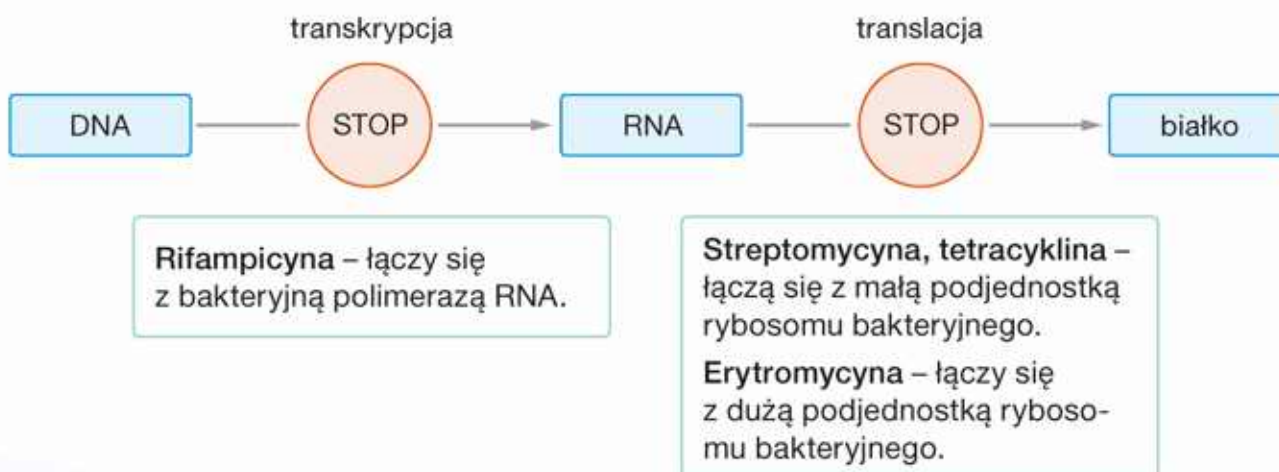 transkrypcja
translacja
DNA
STOP
RNA
STOP
białko
Rifampicyna – łączy się
z bakteryjną polimerazą RNA.
Streptomycyna, tetracyklina –
łączą się z małą podjednostką
rybosomu bakteryjnego.
Erytromycyna – łączy się
z dużą podjednostką ryboso-
mu bakteryjnego.